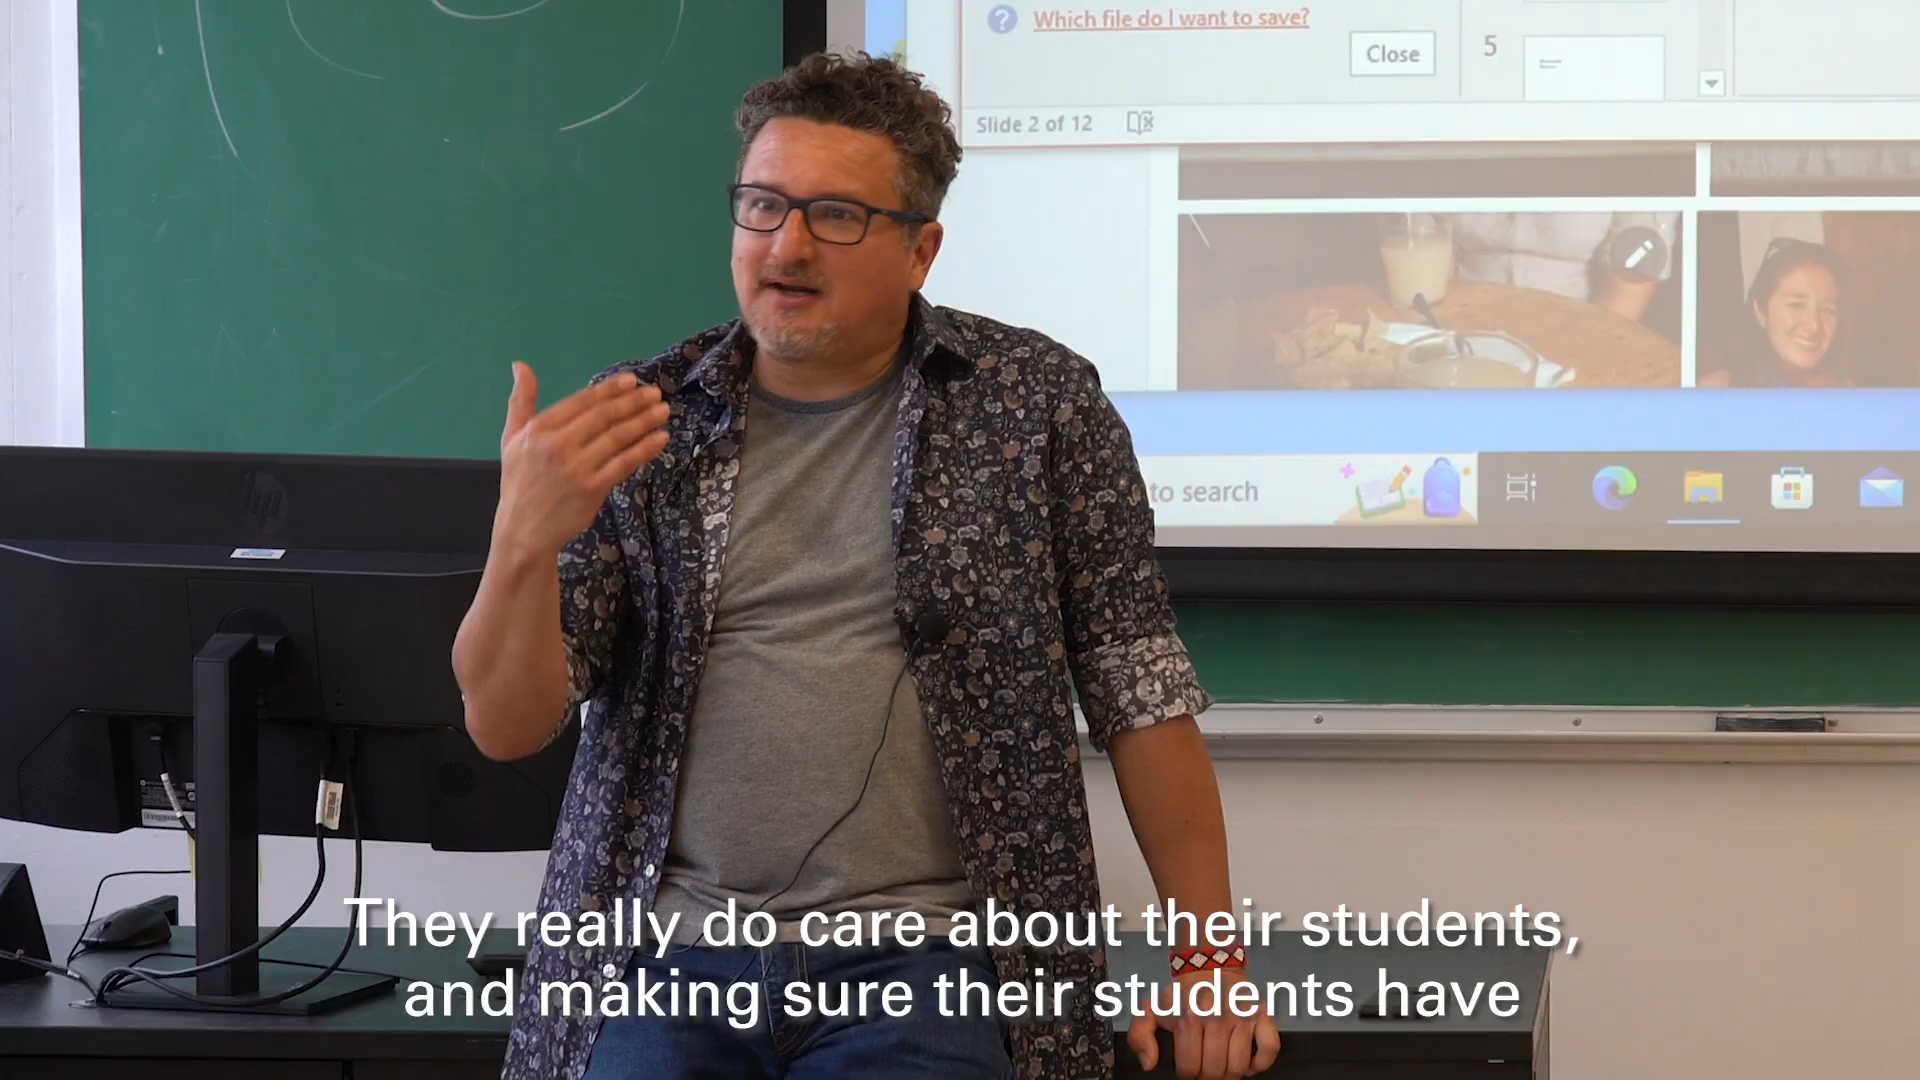 Which file do I want to save?
Close
5
Slide 2 of 12
to search
hp
They really do care about their students,
and making sure their students have